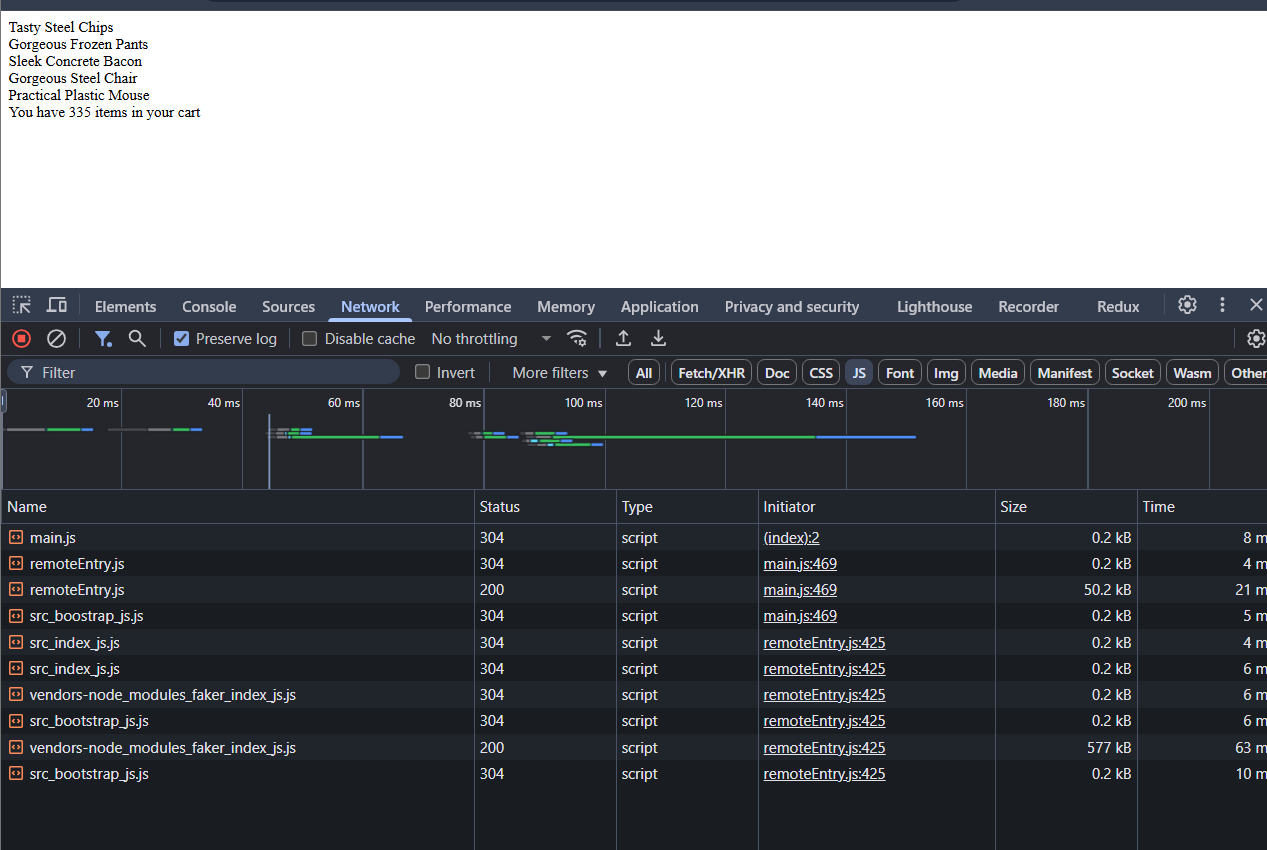 Tasty Steel Chips
Gorgeous Frozen Pants
Sleek Concrete Bacon
Gorgeous Steel Chair
Practical Plastic Mouse
You have 335 items in your cart
Elements Console Sources Network Performance Memory Application Privacy and security Lighthouse Recorder Redux
Preserve log Disable cache No throttling
Filter Invert More filters All Fetch/XHR Doc CSS JS Font Img Media Manifest Socket Wasm Other
20 ms 40 ms 60 ms 80 ms 100 ms 120 ms 140 ms 160 ms 180 ms 200 ms
Name Status Type Initiator Size Time
main.js 304 script (index):2 0.2 kB 8 m
remoteEntry.js 304 script main.js:469 0.2 kB 4 m
remoteEntry.js 200 script main.js:469 50.2 kB 21 m
src_boostrap_js.js 304 script main.js:469 0.2 kB 5 m
src_index_js.js 304 script remoteEntry.js:425 0.2 kB 4 m
src_index_js.js 304 script remoteEntry.js:425 0.2 kB 6 m
vendors-node_modules_faker_index_js.js 304 script remoteEntry.js:425 0.2 kB 6 m
src_bootstrap_js.js 304 script remoteEntry.js:425 0.2 kB 6 m
vendors-node_modules_faker_index_js.js 200 script remoteEntry.js:425 577 kB 63 m
src_bootstrap_js.js 304 script remoteEntry.js:425 0.2 kB 10 m